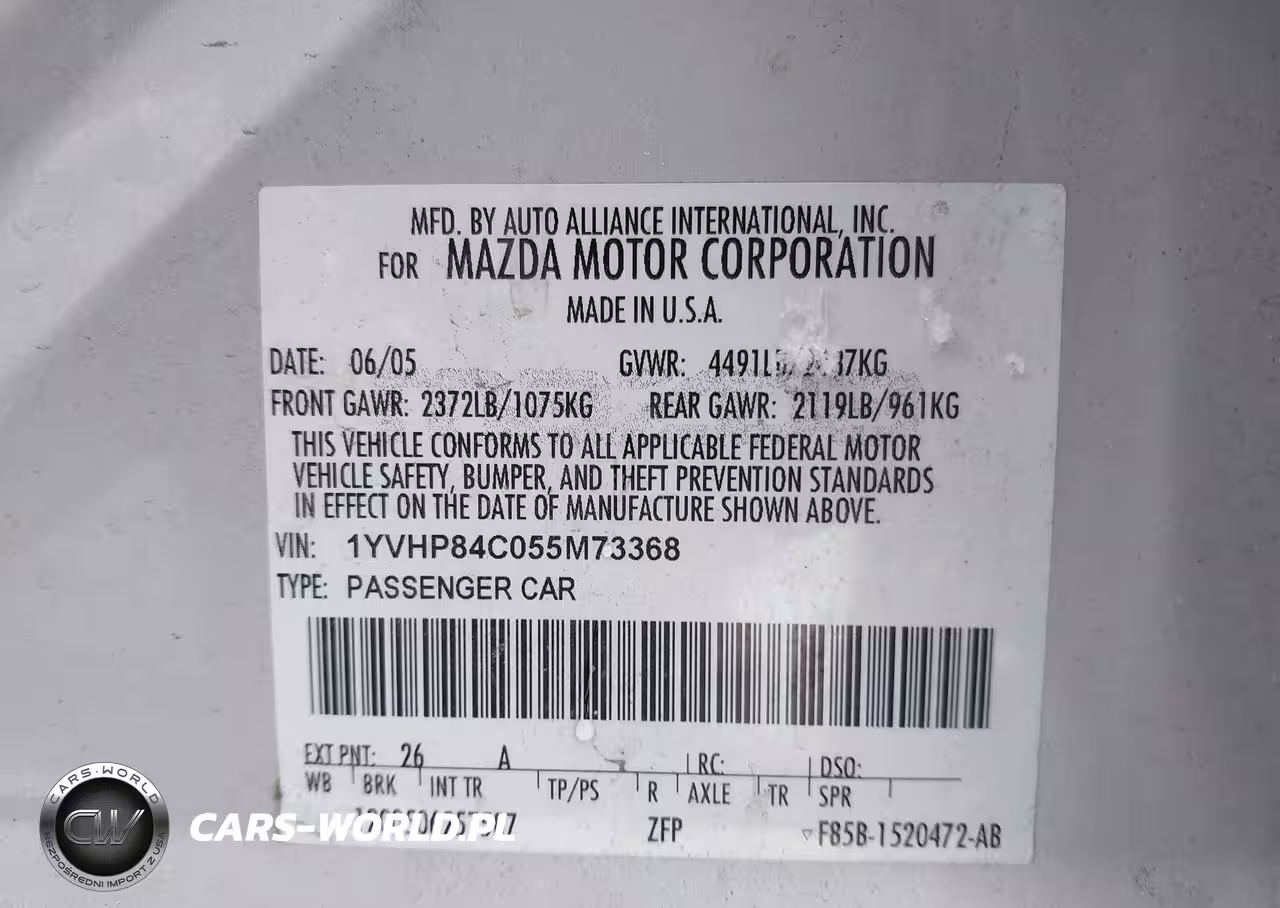 MFD. BY AUTO ALLIANCE INTERNATIONAL, INC.
FOR MAZDA MOTOR CORPORATION
MADE IN U.S.A.
DATE: 06/05 GVWR:
FRONT GAWR: 2372LB/1075KG REAR GAWR: 2119LB/961KG
THIS VEHICLE CONFORMS TO ALL APPLICABLE FEDERAL MOTOR
VEHICLE SAFETY, BUMPER, AND THEFT PREVENTION STANDARDS
IN EFFECT ON THE DATE OF MANUFACTURE SHOWN ABOVE.
VIN: 1YVHP84C055M73368
TYPE: PASSENGER CAR
EXT PNT: 26 A RC: DSO:
WB BRK INT TR TP/PS R AXLE TR SPR
ZFP F85B-1520472-AB
CARS-WORLD
CW
BEZPOŚREDNI IMPORT Z USA
CARS-WORLD.PL